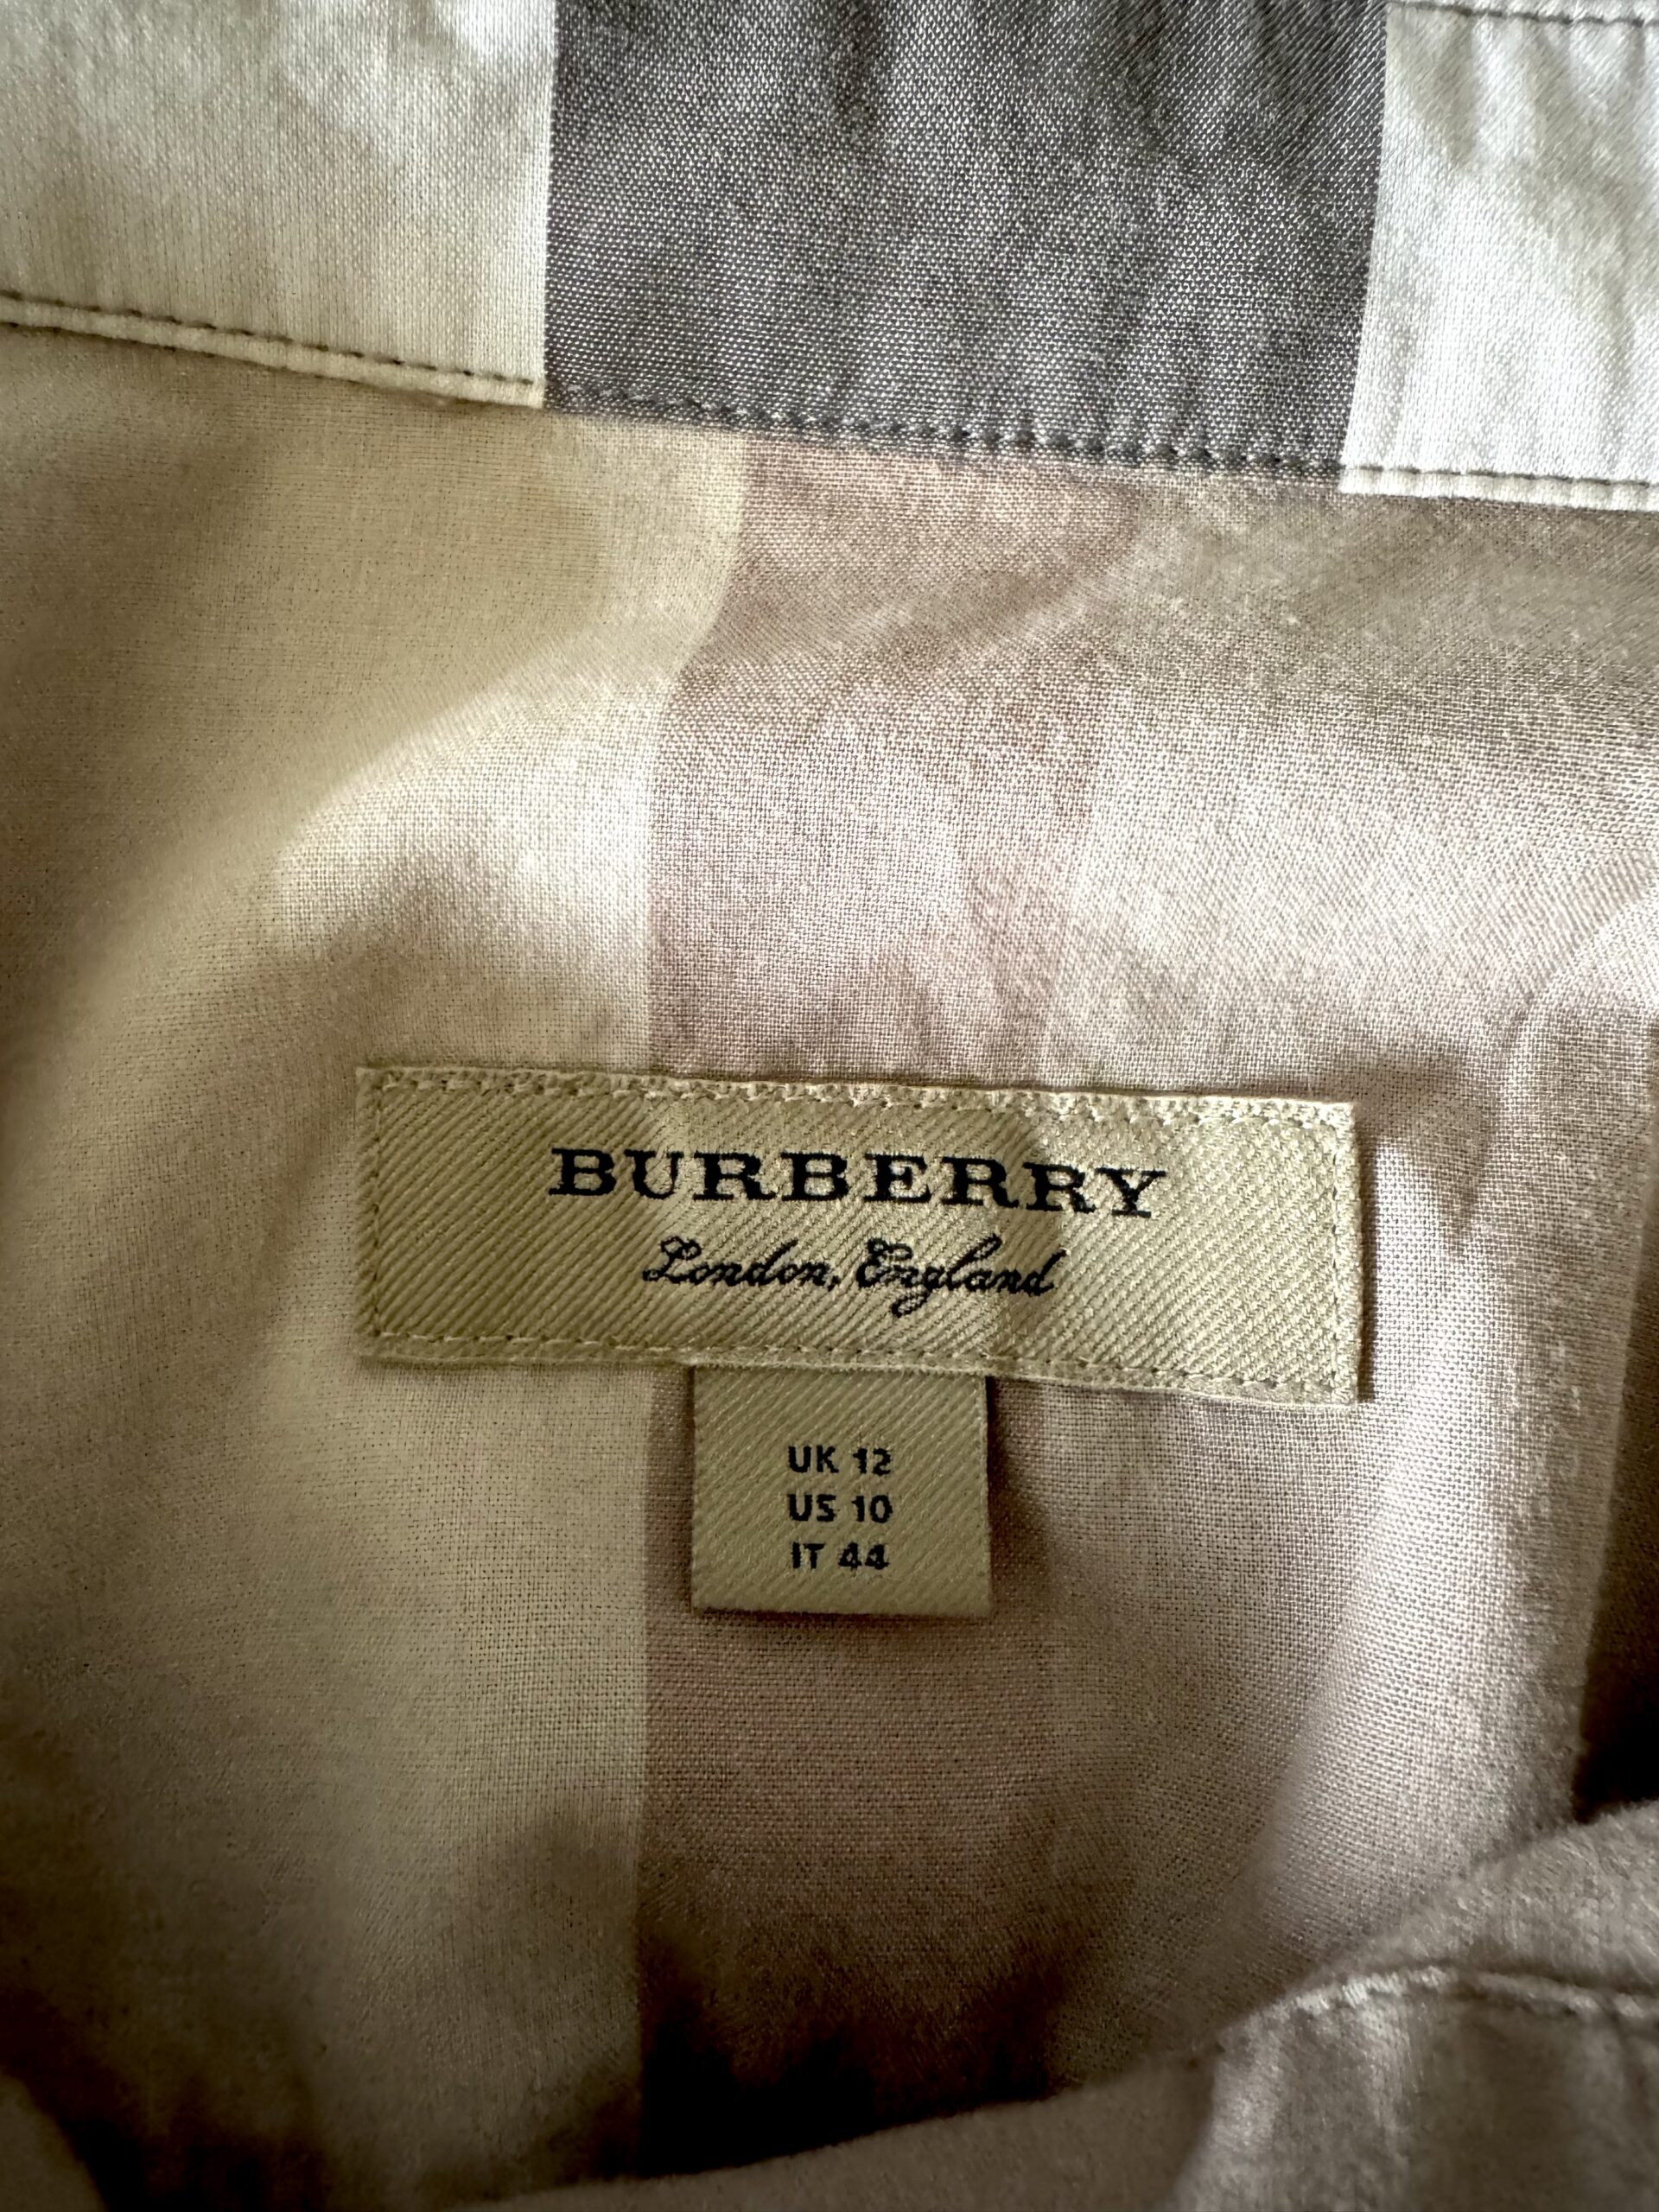 BURBERRY
London, England
UK 12
US 10
IT 44